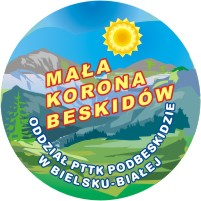 MAŁA
KORONA
BESKIDÓW
ODDZIAŁ PTTK PODBESKIDZIE
W BIELSKU-BIAŁEJ